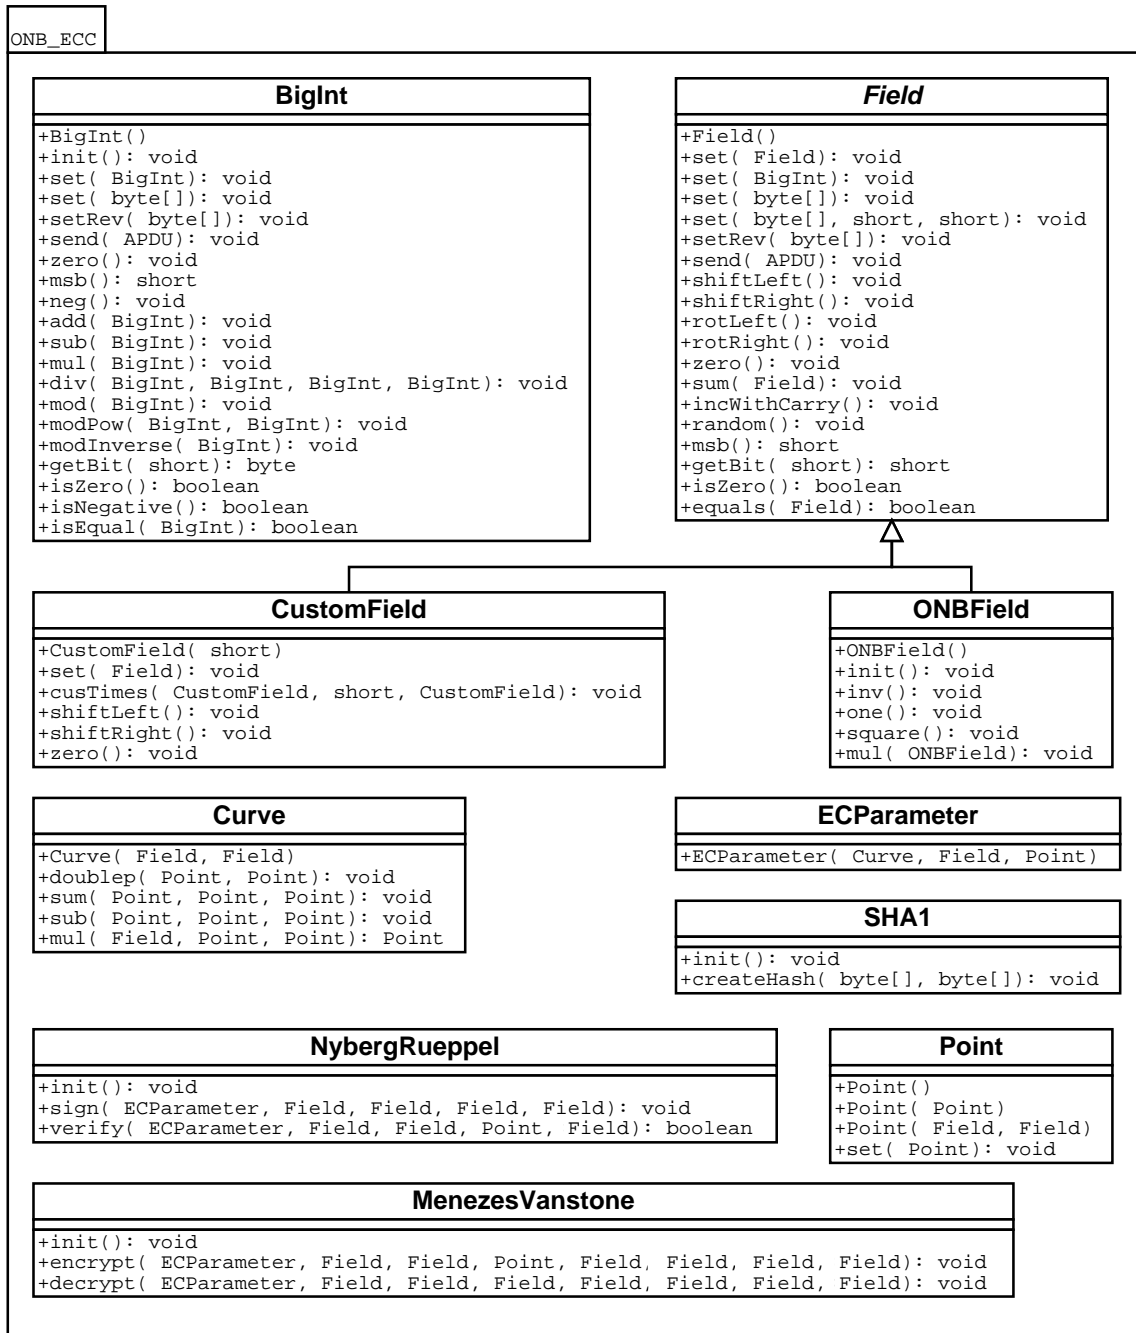 ONB_ECC
BigInt
+BigInt()
+init(): void
+set( BigInt): void
+set( byte[]): void
+setRev( byte[]): void
+send( APDU): void
+zero(): void
+msb(): short
+neg(): void
+add( BigInt): void
+sub( BigInt): void
+mul( BigInt): void
+div( BigInt, BigInt, BigInt, BigInt): void
+mod( BigInt): void
+modPow( BigInt, BigInt): void
+modInverse( BigInt): void
+getBit( short): byte
+isZero(): boolean
+isNegative(): boolean
+isEqual( BigInt): boolean
Field
+Field()
+set( Field): void
+set( BigInt): void
+set( byte[]): void
+set( byte[], short, short): void
+setRev( byte[]): void
+send( APDU): void
+shiftLeft(): void
+shiftRight(): void
+rotLeft(): void
+rotRight(): void
+zero(): void
+sum( Field): void
+incWithCarry(): void
+random(): void
+msb(): short
+getBit( short): short
+isZero(): boolean
+equals( Field): boolean
CustomField
+CustomField( short)
+set( Field): void
+cusTimes( CustomField, short, CustomField): void
+shiftLeft(): void
+shiftRight(): void
+zero(): void
ONBField
+ONBField()
+init(): void
+inv(): void
+one(): void
+square(): void
+mul( ONBField): void
Curve
+Curve( Field, Field)
+doublep( Point, Point): void
+sum( Point, Point, Point): void
+sub( Point, Point, Point): void
+mul( Field, Point, Point): Point
ECParameter
+ECParameter( Curve, Field, Point)
SHA1
+init(): void
+createHash( byte[], byte[]): void
NybergRueppel
+init(): void
+sign( ECParameter, Field, Field, Field, Field): void
+verify( ECParameter, Field, Field, Point, Field): boolean
Point
+Point()
+Point( Point)
+Point( Field, Field)
+set( Point): void
MenezesVanstone
+init(): void
+encrypt( ECParameter, Field, Field, Point, Field, Field, Field, Field): void
+decrypt( ECParameter, Field, Field, Field, Field, Field, Field, Field): void